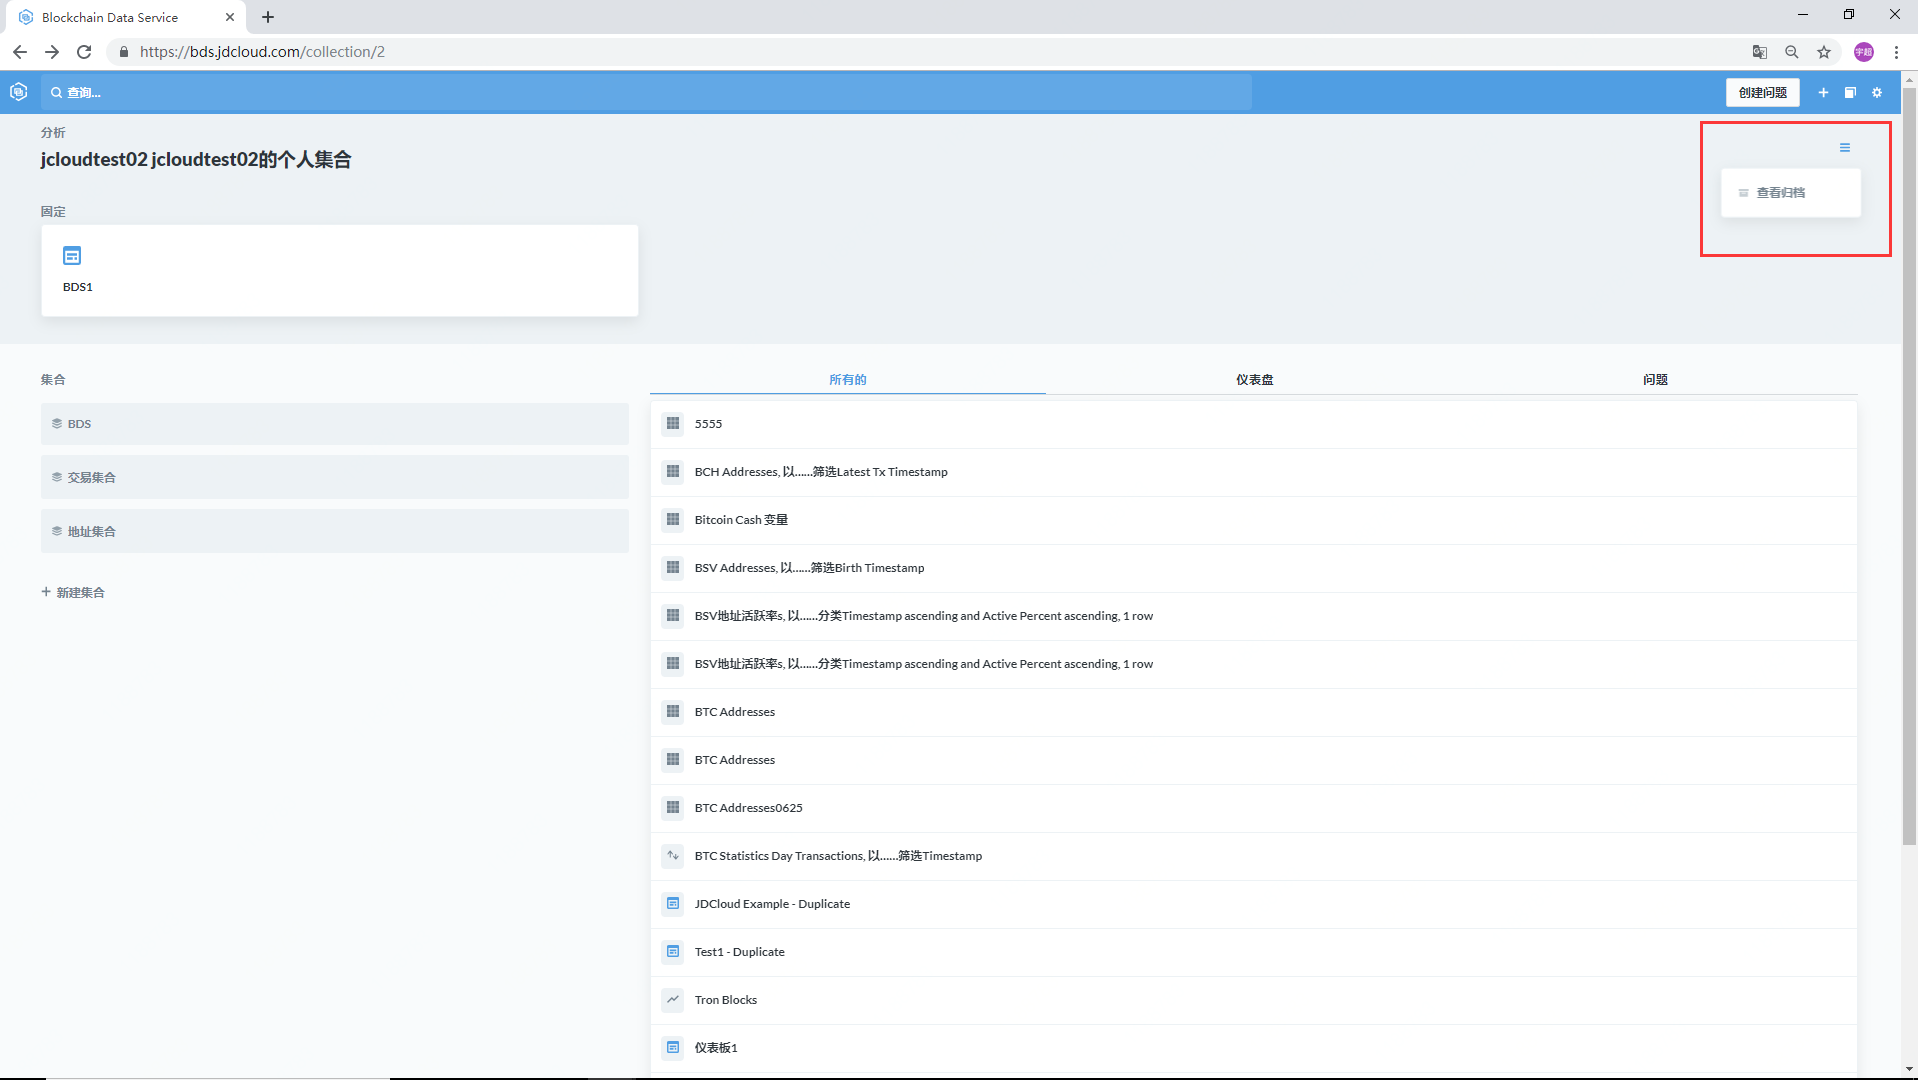 Blockchain Data Service
https://bds.jdcloud.com/collection/2
宇超
查询...
创建问题
分析
jcloudtest02 jcloudtest02的个人集合
查看归档
固定
BDS1
集合
所有的
仪表盘
问题
BDS
交易集合
地址集合
新建集合
5555
BCH Addresses, 以......筛选Latest Tx Timestamp
Bitcoin Cash 变量
BSV Addresses, 以......筛选Birth Timestamp
BSV地址活跃率s, 以......分类Timestamp ascending and Active Percent ascending, 1 row
BSV地址活跃率s, 以......分类Timestamp ascending and Active Percent ascending, 1 row
BTC Addresses
BTC Addresses
BTC Addresses0625
BTC Statistics Day Transactions, 以......筛选Timestamp
JDCloud Example - Duplicate
Test1 - Duplicate
Tron Blocks
仪表板1